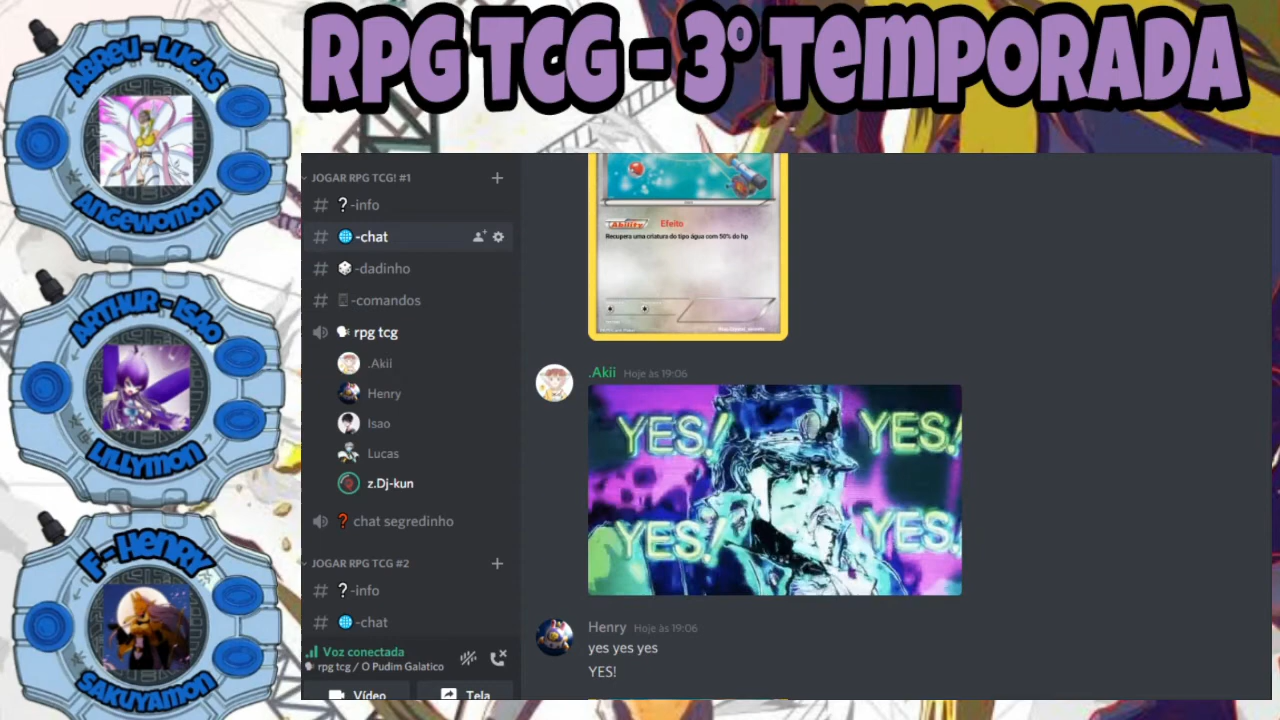 RPG TCG - 3º TEMPORADA
ABREU - LUCAS
ANGEWOMON
ARTHUR - ISAO
LILLYMON
F - HENRY
SAKUYAMON
JOGAR RPG TCG! #1
# ?-info
# -chat
# -dadinho
# -comandos
rpg tcg
.Akii
Henry
Isao
Lucas
z.Dj-kun
? chat segredinho
JOGAR RPG TCG #2
# ?-info
# -chat
Voz conectada
rpg tcg / O Pudim Galatico
Vídeo
Tela
Ability Efeito
Recupera uma criatura do tipo água com 50% do hp
.Akii Hoje às 19:06
YES! YES!
YES! YES!
Henry Hoje às 19:06
yes yes yes
YES!